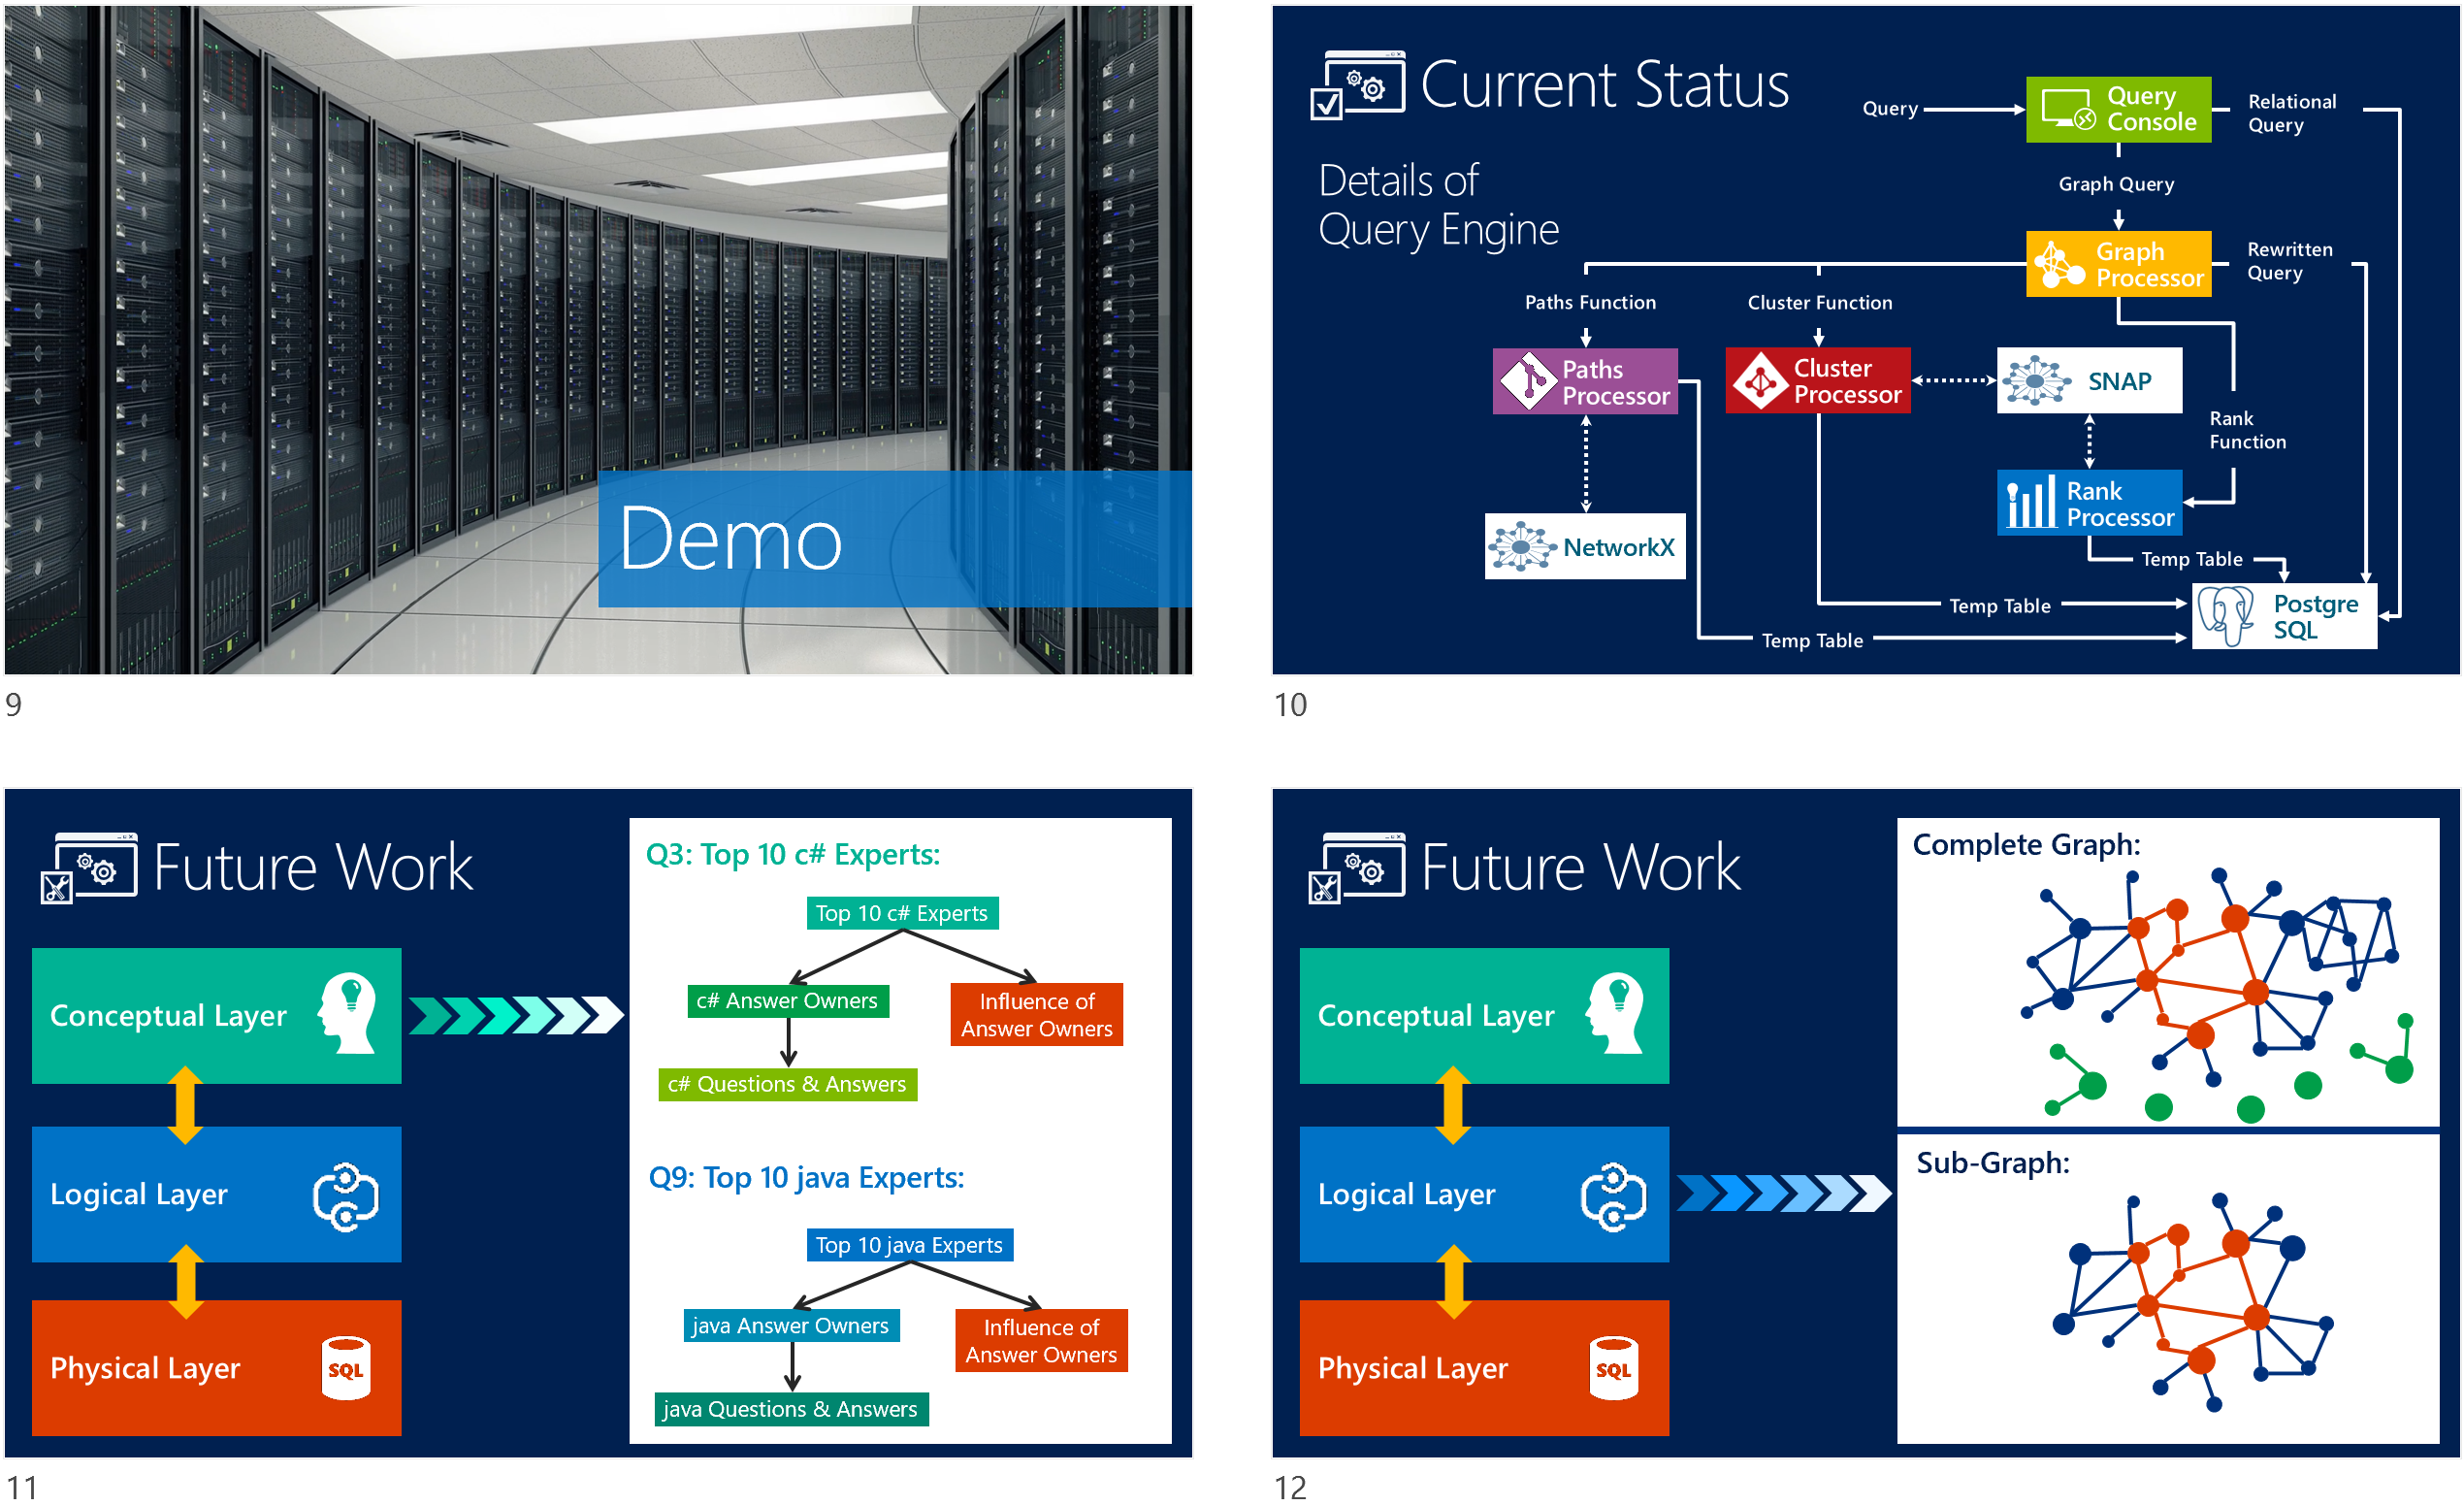 Demo
9
Current Status
Details of
Query Engine
Query
Query
Console
Relational
Query
Graph Query
Graph
Processor
Rewritten
Query
Paths Function
Cluster Function
Paths
Processor
Cluster
Processor
SNAP
Rank
Function
Rank
Processor
NetworkX
Temp Table
Temp Table
Temp Table
Postgre
SQL
10
Future Work
Conceptual Layer
Logical Layer
Physical Layer
SQL
Q3: Top 10 c# Experts:
Top 10 c# Experts
c# Answer Owners
Influence of
Answer Owners
c# Questions & Answers
Q9: Top 10 java Experts:
Top 10 java Experts
java Answer Owners
Influence of
Answer Owners
java Questions & Answers
11
Future Work
Conceptual Layer
Logical Layer
Physical Layer
SQL
Complete Graph:
Sub-Graph:
12